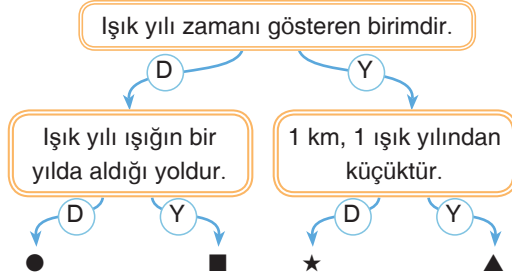 Işık yılı zamanı gösteren birimdir.
D
Y
Işık yılı ışığın bir
yılda aldığı yoldur.
1 km, 1 ışık yılından
küçüktür.
D
Y
D
Y